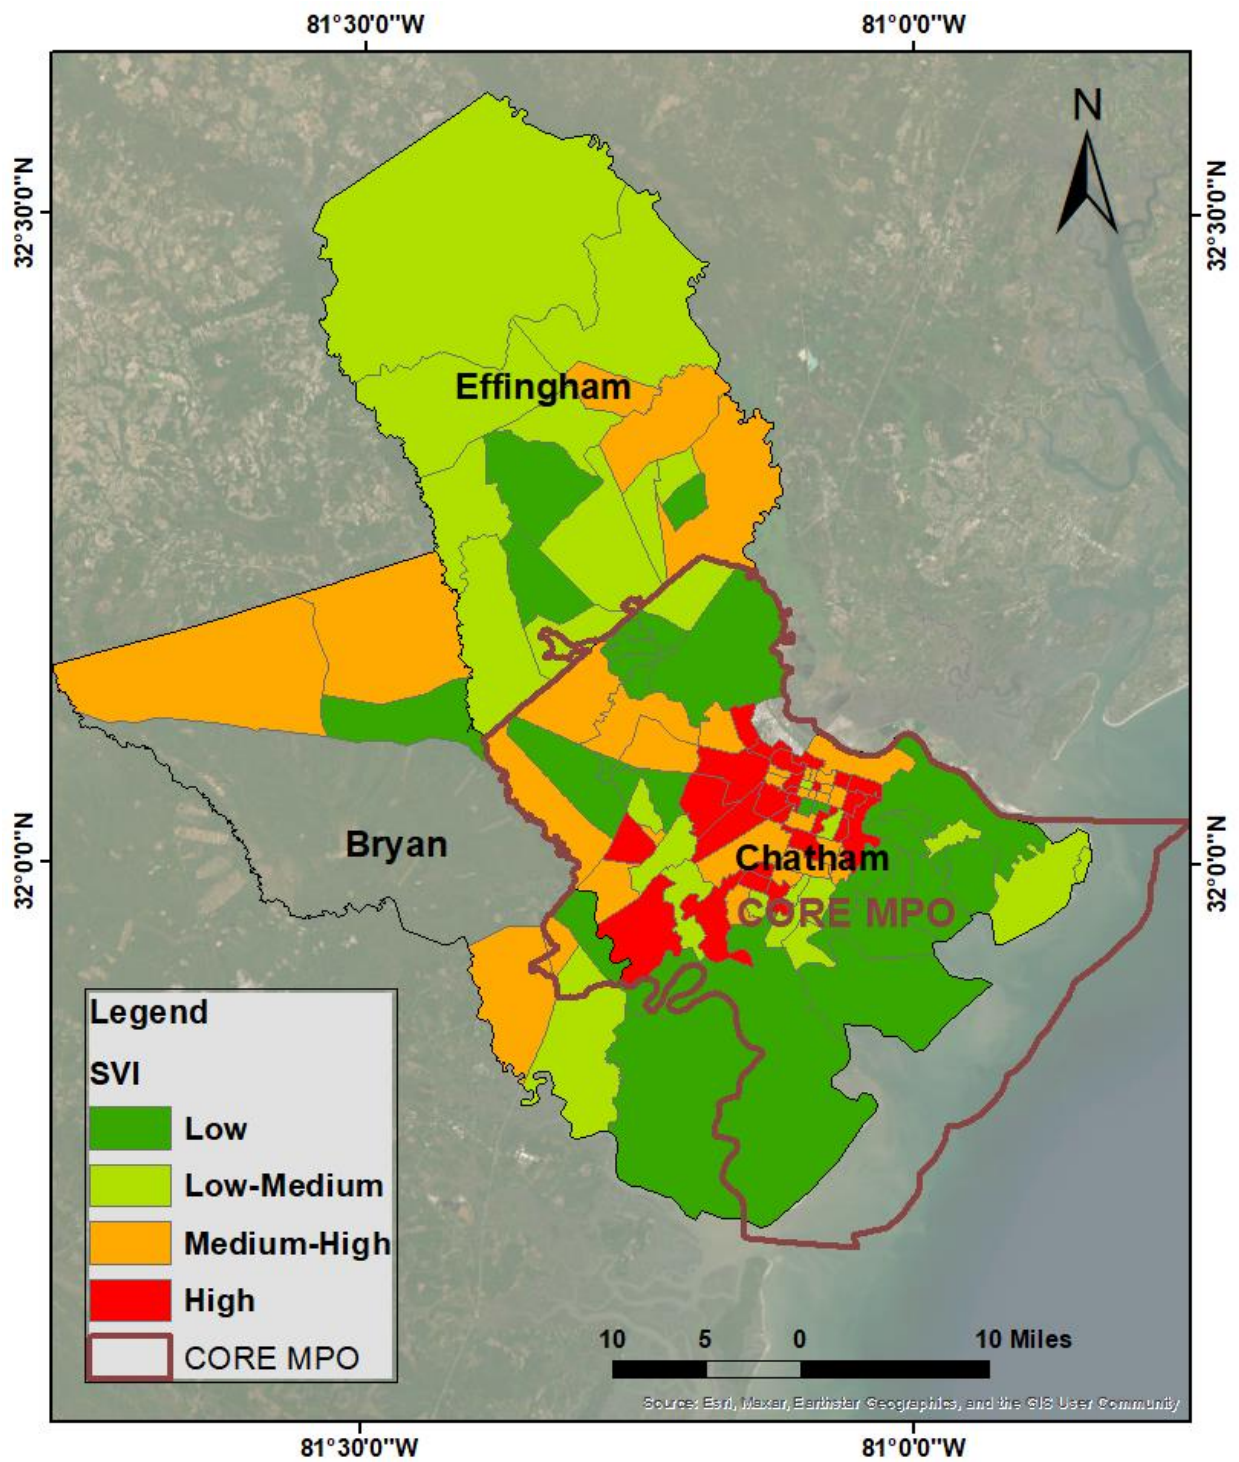 81°30'0"W 81°0'0"W
N
32°30'0"N 32°30'0"N
Effingham
32°0'0"N 32°0'0"N
Bryan
Chatham
CORE MPO
Legend
SVI
Low
Low-Medium
Medium-High
High
CORE MPO
10 5 0 10 Miles
Source: Esri, Maxar, Earthstar Geographics, and the GIS User Community
81°30'0"W 81°0'0"W